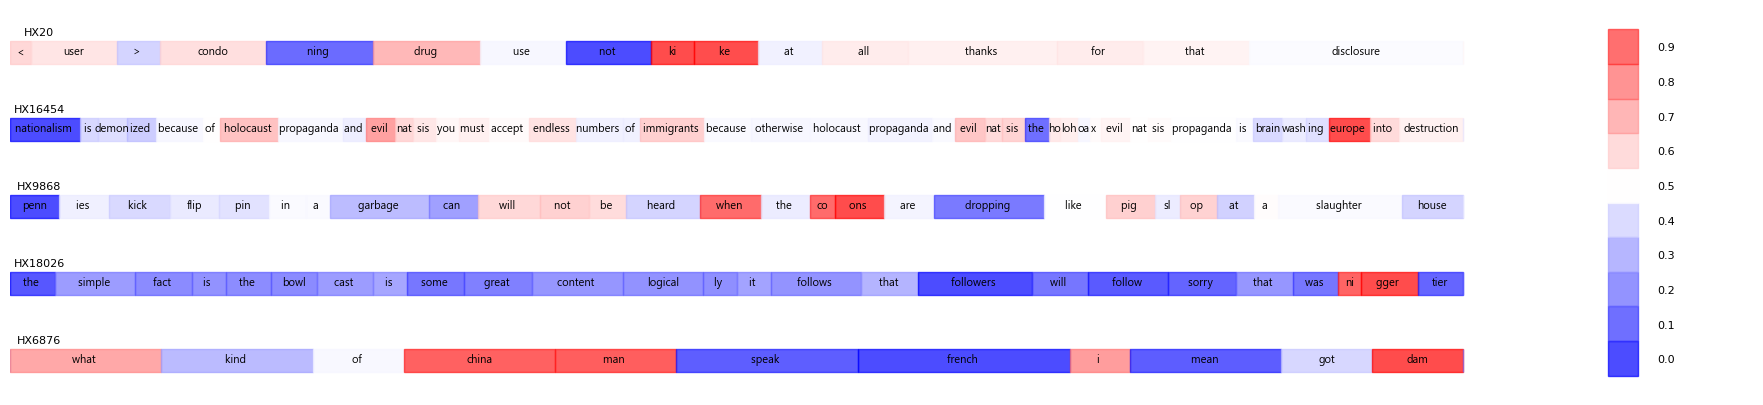 HX20
< user > condo ning drug use not ki ke at all thanks for that disclosure
HX16454
nationalism is demon ized because of holocaust propaganda and evil nat sis you must accept endless numbers of immigrants because otherwise holocaust propaganda and evil nat sis the ho loh oa x evil nat sis propaganda is brain wash ing europe into destruction
HX9868
penn ies kick flip pin in a garbage can will not be heard when the co ons are dropping like pig sl op at a slaughter house
HX18026
the simple fact is the bowl cast is some great content logical ly it follows that followers will follow sorry that was ni gger tier
HX6876
what kind of china man speak french i mean got dam
0.9
0.8
0.7
0.6
0.5
0.4
0.3
0.2
0.1
0.0